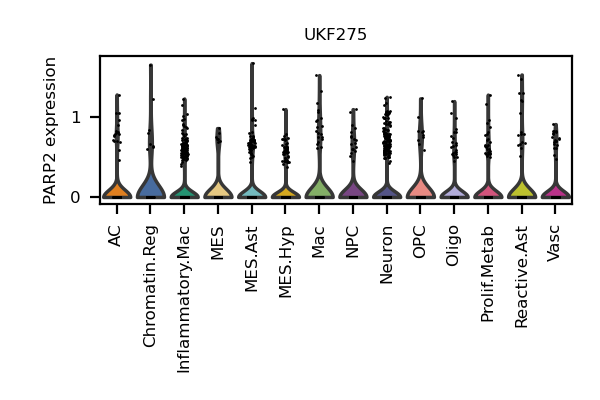 UKF275
PARP2 expression
1
0
AC
Chromatin.Reg
Inflammatory.Mac
MES
MES.Ast
MES.Hyp
Mac
NPC
Neuron
OPC
Oligo
Prolif.Metab
Reactive.Ast
Vasc